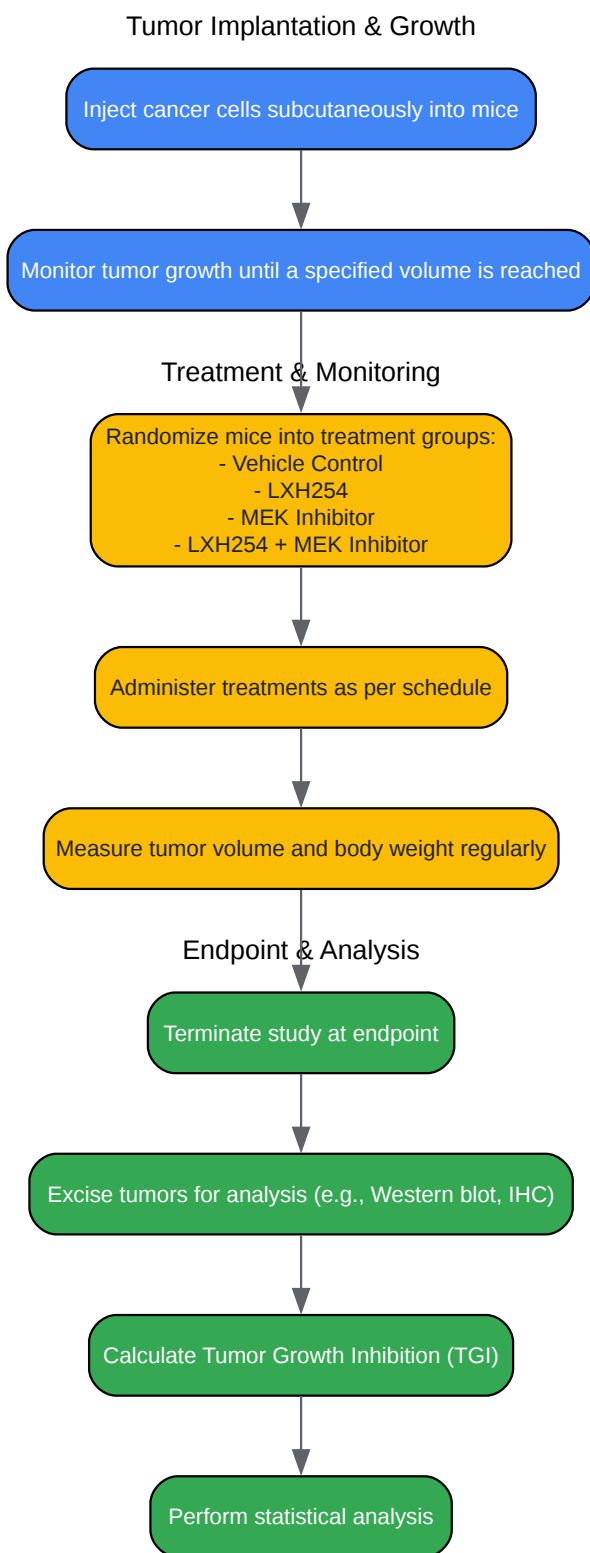 Tumor Implantation & Growth
Inject cancer cells subcutaneously into mice
Monitor tumor growth until a specified volume is reached
Treatment & Monitoring
Randomize mice into treatment groups:
- Vehicle Control
- LXH254
- MEK Inhibitor
- LXH254 + MEK Inhibitor
Administer treatments as per schedule
Measure tumor volume and body weight regularly
Endpoint & Analysis
Terminate study at endpoint
Excise tumors for analysis (e.g., Western blot, IHC)
Calculate Tumor Growth Inhibition (TGI)
Perform statistical analysis